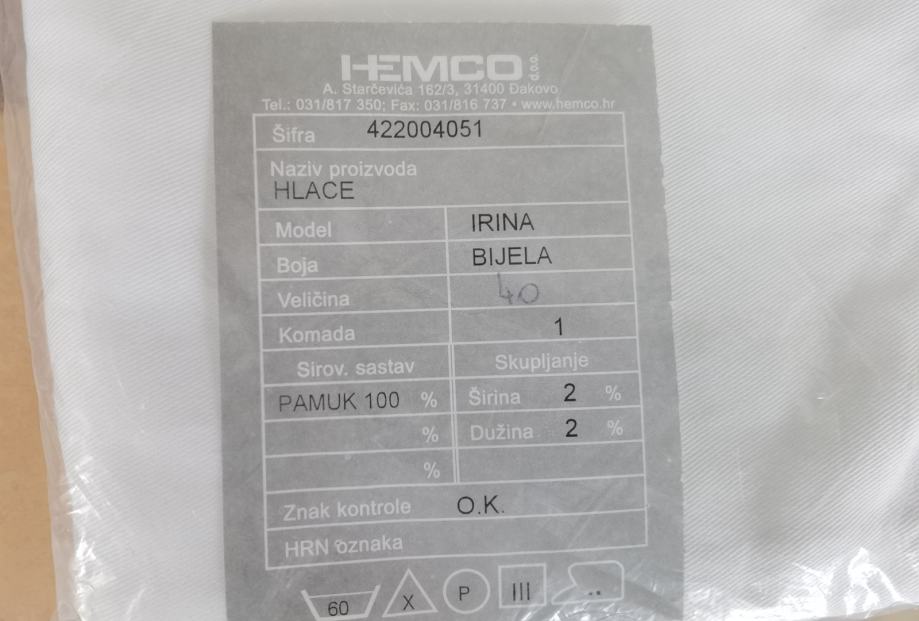 HEMCO d.o.o.
A. Starčevića 162/3, 31400 Đakovo
Tel.: 031/817 350; Fax: 031/816 737 • www.hemco.hr
Šifra 422004051
Naziv proizvoda
HLACE
Model IRINA
Boja BIJELA
Veličina 40
Komada 1
Sirov. sastav Skupljanje
PAMUK 100 % Širina 2 %
% Dužina 2 %
%
Znak kontrole O.K.
HRN oznaka
60 X P III ..